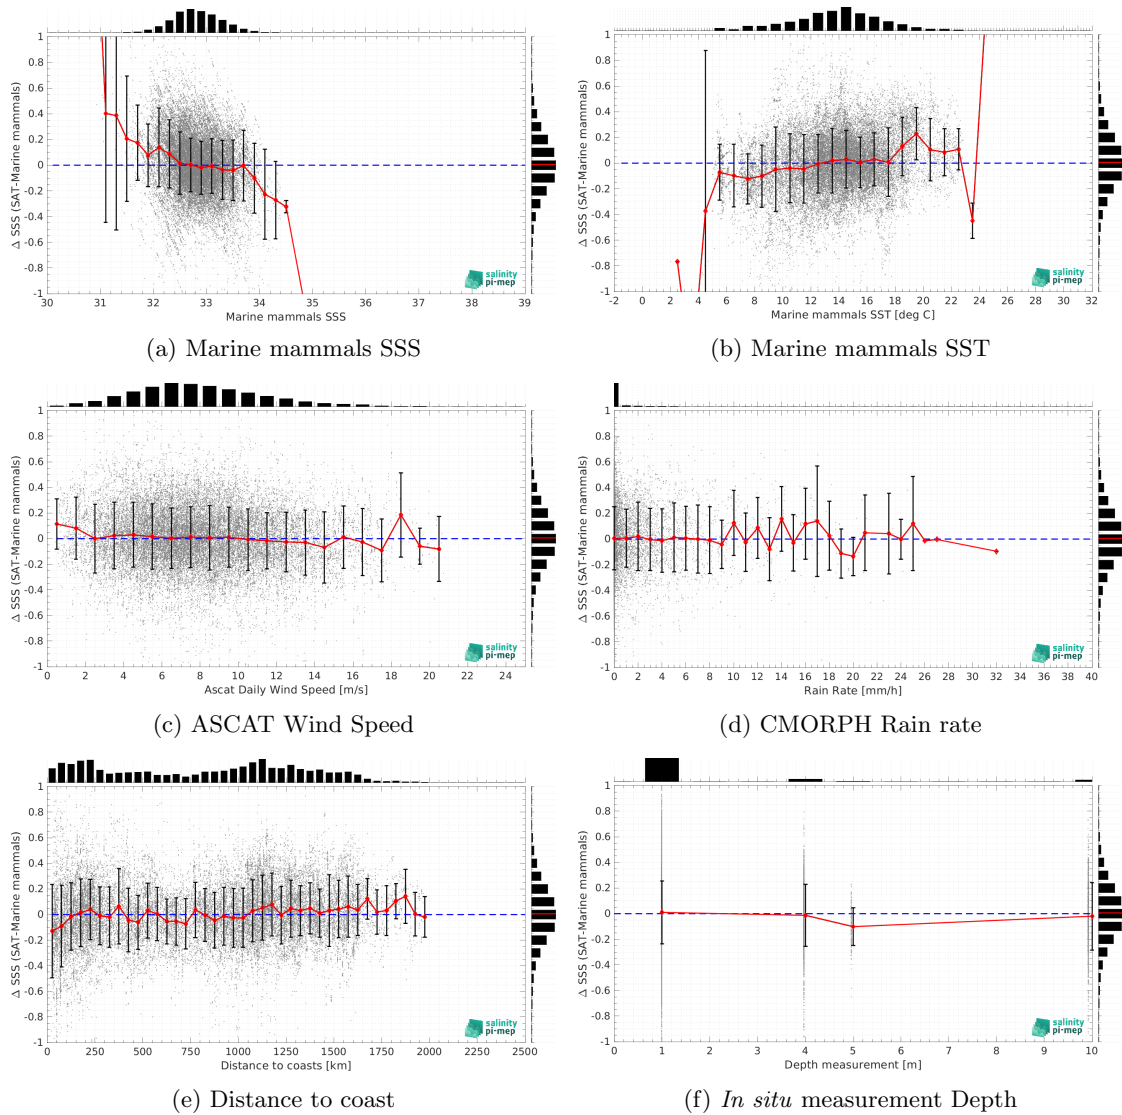 1
0.8
0.6
0.4
0.2
0
-0.2
-0.4
-0.6
-0.8
-1
Δ SSS (SAT-Marine mammals)
30 31 32 33 34 35 36 37 38 39
Marine mammals SSS
salinity
pi-mep
(a) Marine mammals SSS
1
0.8
0.6
0.4
0.2
0
-0.2
-0.4
-0.6
-0.8
-1
Δ SSS (SAT-Marine mammals)
-2 0 2 4 6 8 10 12 14 16 18 20 22 24 26 28 30 32
Marine mammals SST [deg C]
salinity
pi-mep
(b) Marine mammals SST
1
0.8
0.6
0.4
0.2
0
-0.2
-0.4
-0.6
-0.8
-1
Δ SSS (SAT-Marine mammals)
0 2 4 6 8 10 12 14 16 18 20 22 24
Ascat Daily Wind Speed [m/s]
salinity
pi-mep
(c) ASCAT Wind Speed
1
0.8
0.6
0.4
0.2
0
-0.2
-0.4
-0.6
-0.8
-1
Δ SSS (SAT-Marine mammals)
0 2 4 6 8 10 12 14 16 18 20 22 24 26 28 30 32 34 36 38 40
Rain Rate [mm/h]
salinity
pi-mep
(d) CMORPH Rain rate
1
0.8
0.6
0.4
0.2
0
-0.2
-0.4
-0.6
-0.8
-1
Δ SSS (SAT-Marine mammals)
0 250 500 750 1000 1250 1500 1750 2000 2250 2500
Distance to coasts [km]
salinity
pi-mep
(e) Distance to coast
1
0.8
0.6
0.4
0.2
0
-0.2
-0.4
-0.6
-0.8
-1
Δ SSS (SAT-Marine mammals)
0 1 2 3 4 5 6 7 8 9 10
Depth measurement [m]
salinity
pi-mep
(f) In situ measurement Depth